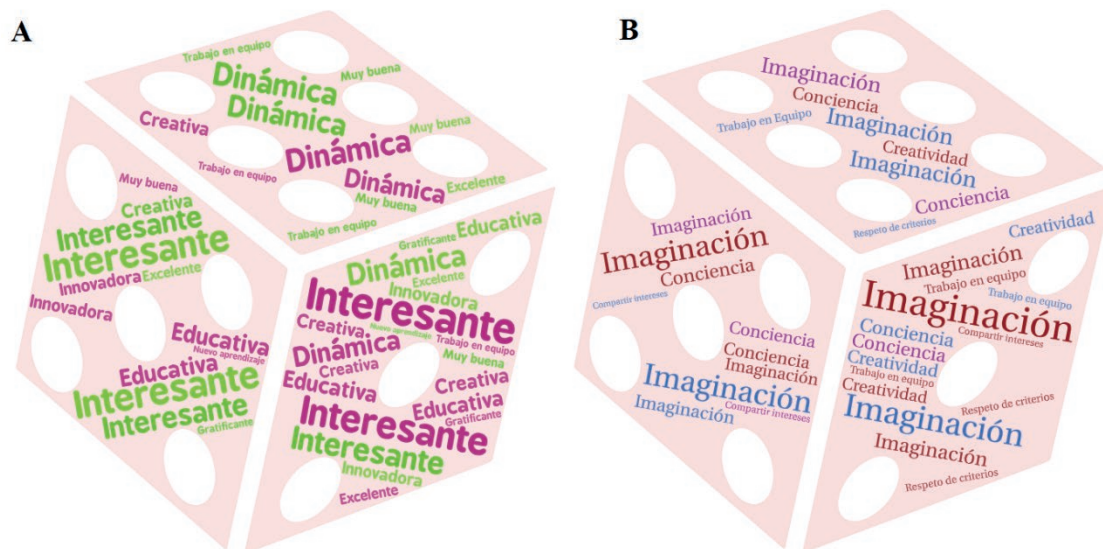 A
Trabajo en equipo
Dinámica
Muy buena
Dinámica
Creativa
Muy buena
Dinámica
Trabajo en equipo
Dinámica
Excelente
Muy buena
Trabajo en equipo
Muy buena
Creativa
Interesante
Interesante
Innovadora
Excelente
Innovadora
Educativa
Nuevo aprendizaje
Educativa
Interesante
Interesante
Gratificante
Educativa
Gratificante
Dinámica
Excelente
Innovadora
Interesante
Creativa
Nuevo aprendizaje
Trabajo en equipo
Dinámica
Muy buena
Creativa
Creativa
Educativa
Educativa
Gratificante
Interesante
Interesante
Innovadora
Excelente
B
Imaginación
Conciencia
Trabajo en Equipo
Imaginación
Creatividad
Imaginación
Conciencia
Respeto de criterios
Imaginación
Imaginación
Conciencia
Compartir intereses
Conciencia
Conciencia
Imaginación
Imaginación
Compartir intereses
Imaginación
Creatividad
Imaginación
Trabajo en equipo
Trabajo en equipo
Imaginación
Compartir intereses
Conciencia
Conciencia
Creatividad
Trabajo en equipo
Creatividad
Respeto de criterios
Imaginación
Imaginación
Respeto de criterios